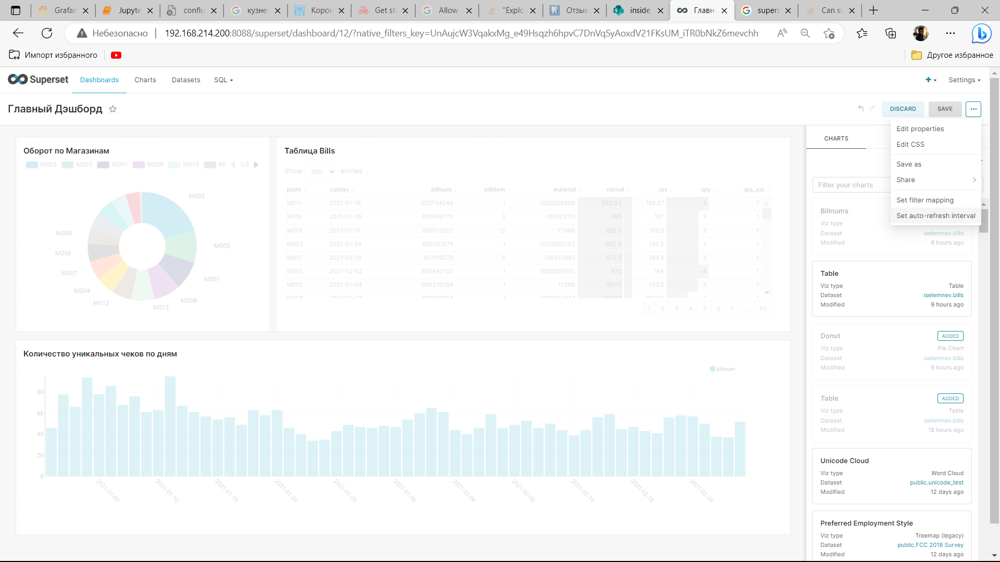 Grafan
Jupyte
conflu
кузне
Корон
Get sta
Allow
"Explo
Отзыв
inside
Главн
supers
Can su
Небезопасно
192.168.214.200:8088/superset/dashboard/12/?native_filters_key=UnAujcW3VqakxMg_e49Hsqzh6hpvC7DnVqSyAoxdV21FKsUM_iTR0bNkZ6mevchh
Импорт избранного
Другое избранное
Superset Dashboards Charts Datasets SQL
Settings
Главный Дэшборд
DISCARD SAVE
Edit properties
Edit CSS
Save as
Share
Set filter mapping
Set auto-refresh interval
Оборот по Магазинам
M003 M005 M001 M008 M013 1/3
M003
M005
M001
M008
M013
M012
M004
M007
M006
M009
Таблица Bills
Show 200 entries
plant calday billnum billitem material netval tax qty rpa_sat
M011 2021-01-19 900734044 1 1000039309 993.33 198.67 4 1
M010 2021-01-06 900596173 3 108025111 985 197 3 1
M013 2021-01-17 900712007 12 77586 982.5 196.5 3 1
M003 2021-01-24 900781675 1 1000005783 982.5 196.5 3 1
M012 2021-02-18 901115278 2 106452961 972.5 194.5 3 1
M005 2021-02-02 900942102 1 1000037855 970 194 4 1
M013 2021-01-04 906219058 1 17589 967.5 193.5 3 1
1 2 3 4 5 6 7 ... 50
Количество уникальных чеков по дням
billnum
80
60
40
20
0
2021-01-05
2021-01-10
2021-01-15
2021-01-20
2021-01-25
2021-01-30
2021-02-04
2021-02-09
2021-02-14
2021-02-19
2021-02-24
CHARTS
Filter your charts
Billnums
Viz type
Dataset iselemnev.bills
Modified 6 hours ago
Table
Viz type Table
Dataset iselemnev.bills
Modified 9 hours ago
Donut ADDED
Viz type Pie Chart
Dataset iselemnev.bills
Modified 9 hours ago
Table ADDED
Viz type Table
Dataset iselemnev.bills
Modified 18 hours ago
Unicode Cloud
Viz type Word Cloud
Dataset public.unicode_test
Modified 12 days ago
Preferred Employment Style
Viz type Treemap (legacy)
Dataset public.FCC 2018 Survey
Modified 12 days ago